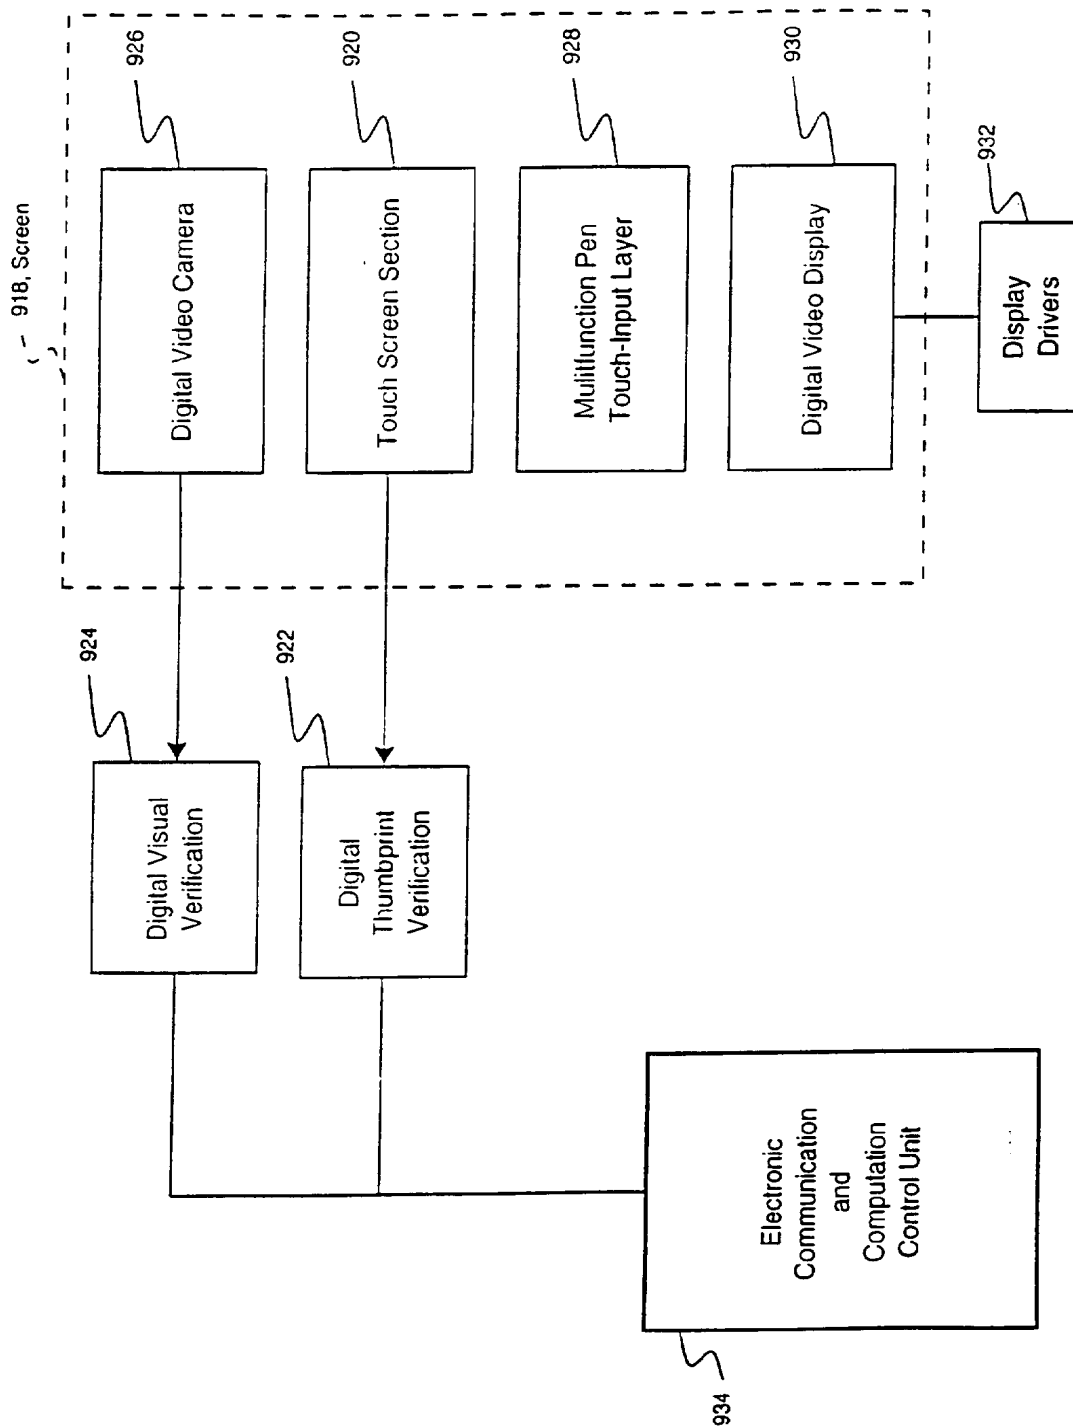 918, Screen
926
Digital Video Camera
920
Touch Screen Section
928
Mulitfunction Pen
Touch-Input Layer
930
Digital Video Display
932
Display
Drivers
924
Digital Visual
Verification
922
Digital
Thumbprint
Verification
Electronic
Communication
and
Computation
Control Unit
934